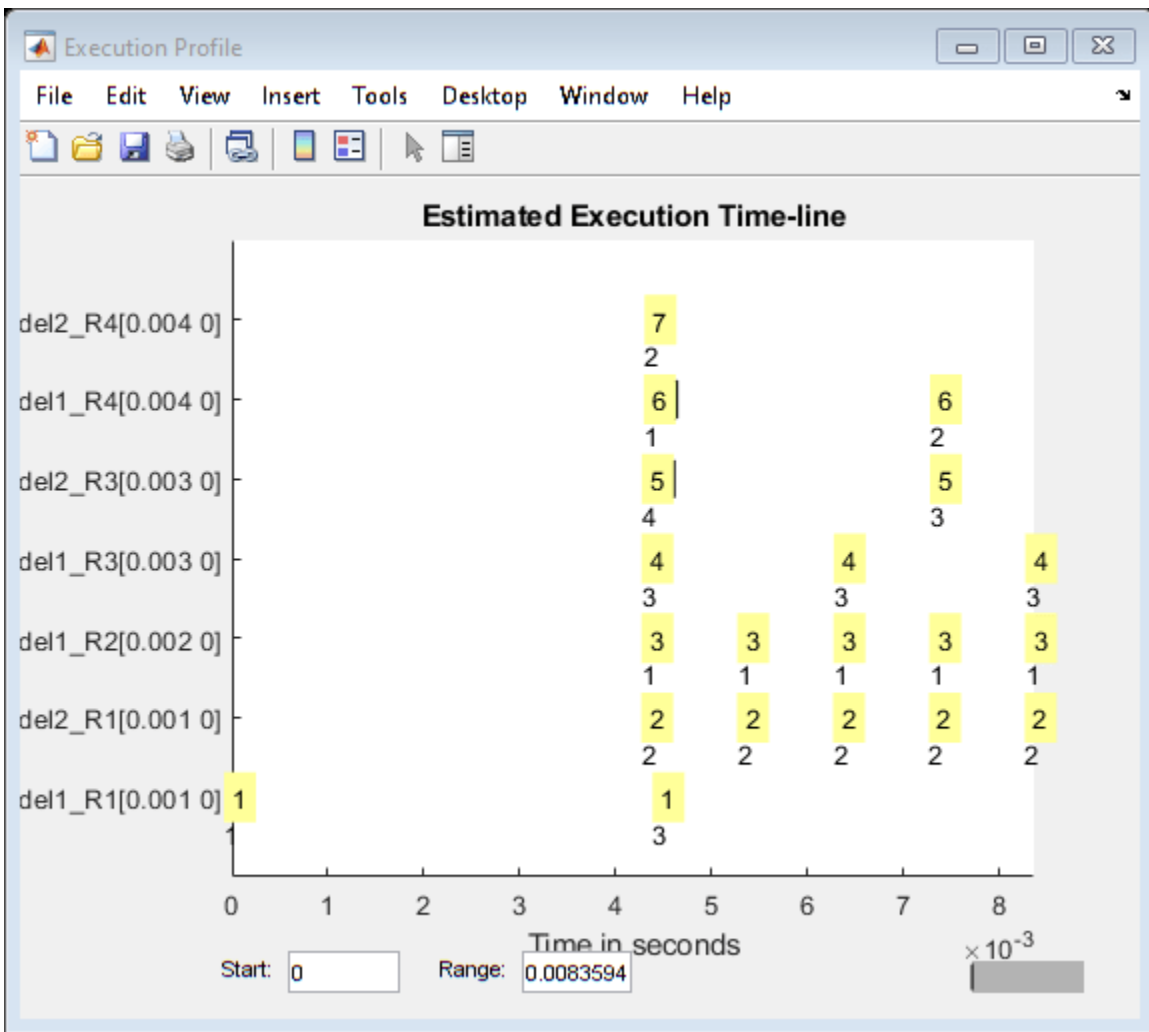 Execution Profile
File Edit View Insert Tools Desktop Window Help
Estimated Execution Time-line
del2_R4[0.004 0] 7
2
del1_R4[0.004 0] 6 6
1 2
del2_R3[0.003 0] 5 5
4 3
del1_R3[0.003 0] 4 4 4
3 3 3
del1_R2[0.002 0] 3 3 3 3 3
1 1 1 1 1
del2_R1[0.001 0] 2 2 2 2 2
2 2 2 2 2
del1_R1[0.001 0] 1 1
1 3
0 1 2 3 4 5 6 7 8
Time in seconds ×10-3
Start: 0 Range: 0.0083594